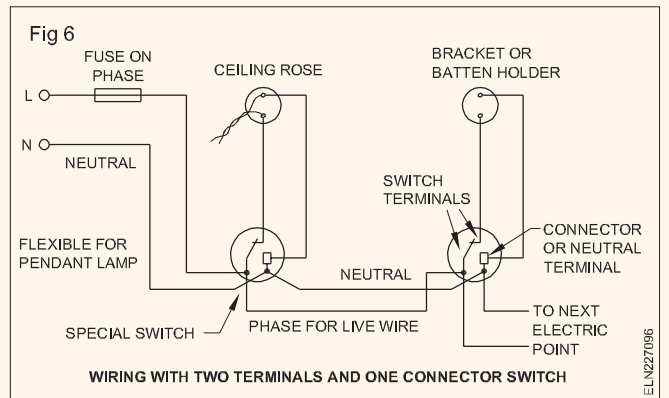 Fig 6
FUSE ON
PHASE
CEILING ROSE
BRACKET OR
BATTEN HOLDER
L
N
NEUTRAL
SWITCH
TERMINALS
FLEXIBLE FOR
PENDANT LAMP
CONNECTOR
OR NEUTRAL
TERMINAL
NEUTRAL
SPECIAL SWITCH
PHASE FOR LIVE WIRE
TO NEXT
ELECTRIC
POINT
WIRING WITH TWO TERMINALS AND ONE CONNECTOR SWITCH
ELN227096